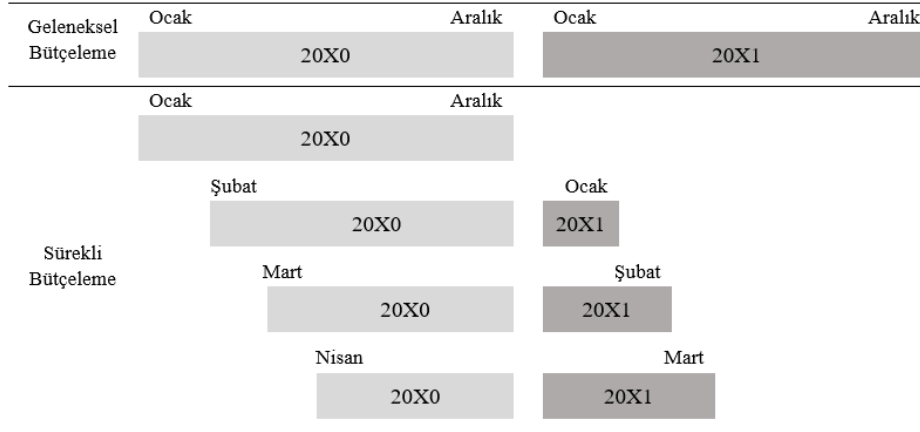 Geleneksel
Bütçeleme
Ocak Aralık Ocak Aralık
20X0 20X1
Sürekli
Bütçeleme
Ocak Aralık
20X0
Şubat Ocak
20X0 20X1
Mart Şubat
20X0 20X1
Nisan Mart
20X0 20X1